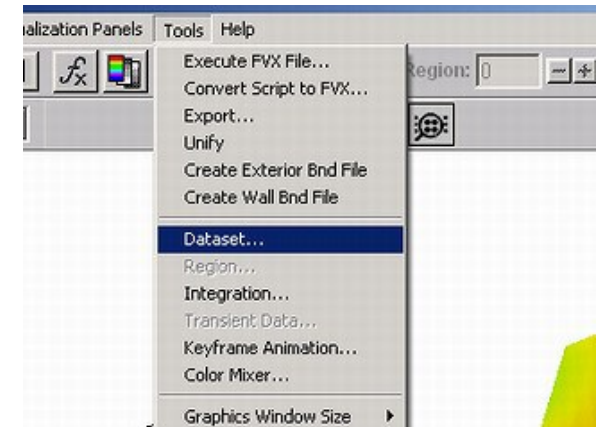 alization Panels Tools Help
fx
Region: 0
Execute FVX File...
Convert Script to FVX...
Export...
Unify
Create Exterior Bnd File
Create Wall Bnd File
Dataset...
Region...
Integration...
Transient Data...
Keyframe Animation...
Color Mixer...
Graphics Window Size